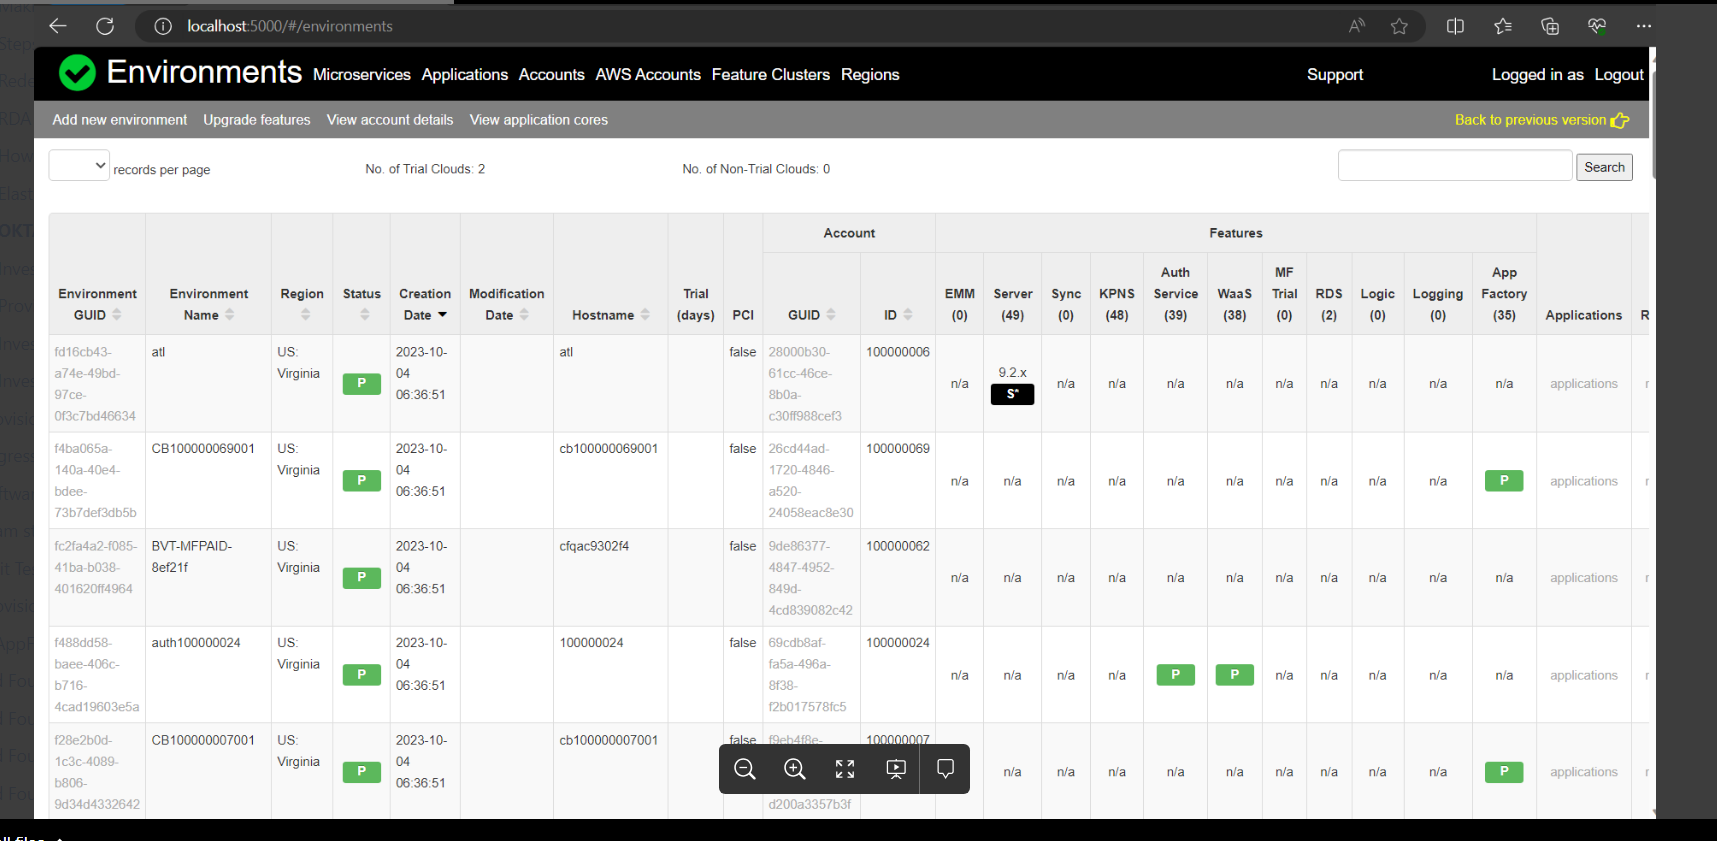 localhost:5000/#/environments
Environments Microservices Applications Accounts AWS Accounts Feature Clusters Regions Support Logged in as Logout
Add new environment Upgrade features View account details View application cores Back to previous version
records per page No. of Trial Clouds: 2 No. of Non-Trial Clouds: 0 Search
Account Features
Environment GUID Environment Name Region Status Creation Date Modification Date Hostname Trial (days) PCI GUID ID EMM (0) Server (49) Sync (0) KPNS (48) Auth Service (39) WaaS (38) MF Trial (0) RDS (2) Logic (0) Logging (0) App Factory (35) Applications R
fd16cb43-a74e-49bd-97ce-0f3c7bd46634 atl US: Virginia P 2023-10-04 06:36:51 atl false 28000b30-61cc-46ce-8b0a-c30ff988cef3 100000006 n/a 9.2.x S* n/a n/a n/a n/a n/a n/a n/a n/a n/a applications
f4ba065a-140a-40e4-bdee-73b7def3db5b CB100000069001 US: Virginia P 2023-10-04 06:36:51 cb100000069001 false 26cd44ad-1720-4846-a520-24058eac8e30 100000069 n/a n/a n/a n/a n/a n/a n/a n/a n/a n/a P applications
fc2fa4a2-f085-41ba-b038-401620ff4964 BVT-MFPAID-8ef21f US: Virginia P 2023-10-04 06:36:51 cfqac9302f4 false 9de86377-4847-4952-849d-4cd839082c42 100000062 n/a n/a n/a n/a n/a n/a n/a n/a n/a n/a n/a applications
f488dd58-baee-406c-b716-4cad19603e5a auth100000024 US: Virginia P 2023-10-04 06:36:51 100000024 false 69cdb8af-fa5a-496a-8f38-f2b017578fc5 100000024 n/a n/a n/a n/a P P n/a n/a n/a n/a n/a applications
f28e2b0d-1c3c-4089-b806-9d34d4332642 CB100000007001 US: Virginia P 2023-10-04 06:36:51 cb100000007001 false f9eb4f8e- d200a3357b3f 100000007 n/a n/a n/a n/a n/a n/a n/a n/a n/a P applications